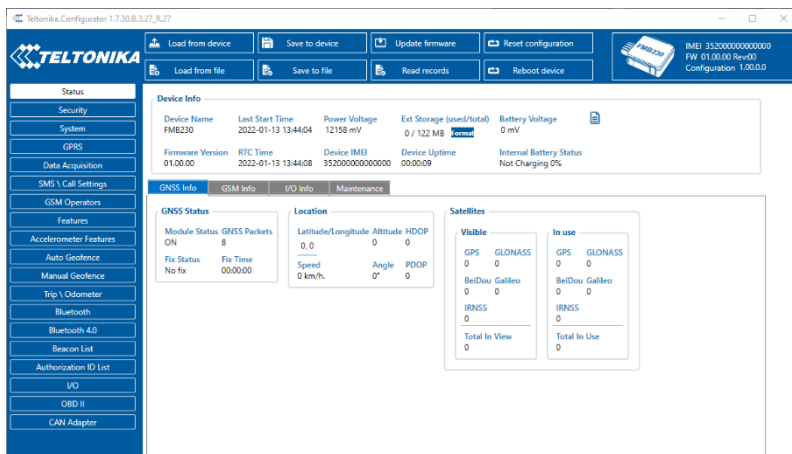 Teltonika.Configurator 1.7.30.B.3.27_R.27
TELTONIKA
Load from device
Save to device
Update firmware
Reset configuration
Load from file
Save to file
Read records
Reboot device
FMB230
IMEI 352000000000000
FW 01.00.00 Rev:00
Configuration 1.00.0.0
Status
Security
System
GPRS
Data Acquisition
SMS \ Call Settings
GSM Operators
Features
Accelerometer Features
Auto Geofence
Manual Geofence
Trip \ Odometer
Bluetooth
Bluetooth 4.0
Beacon List
Authorization ID List
I/O
OBD II
CAN Adapter
Device Info
Device Name Last Start Time Power Voltage Ext Storage (used/total) Battery Voltage
FMB230 2022-01-13 13:44:04 12158 mV 0 / 122 MB Format 0 mV
Firmware Version RTC Time Device IMEI Device Uptime Internal Battery Status
01.00.00 2022-01-13 13:44:08 352000000000000 00:00:09 Not Charging 0%
GNSS Info GSM Info I/O Info Maintenance
GNSS Status
Module Status GNSS Packets
ON 8
Fix Status Fix Time
No fix 00:00:00
Location
Latitude/Longitude Altitude HDOP
0, 0 0 0
Speed Angle PDOP
0 km/h. 0° 0
Satellites
Visible
GPS GLONASS
0 0
BeiDou Galileo
0 0
IRNSS
0
Total In View
0
In use
GPS GLONASS
0 0
BeiDou Galileo
0 0
IRNSS
0
Total In Use
0